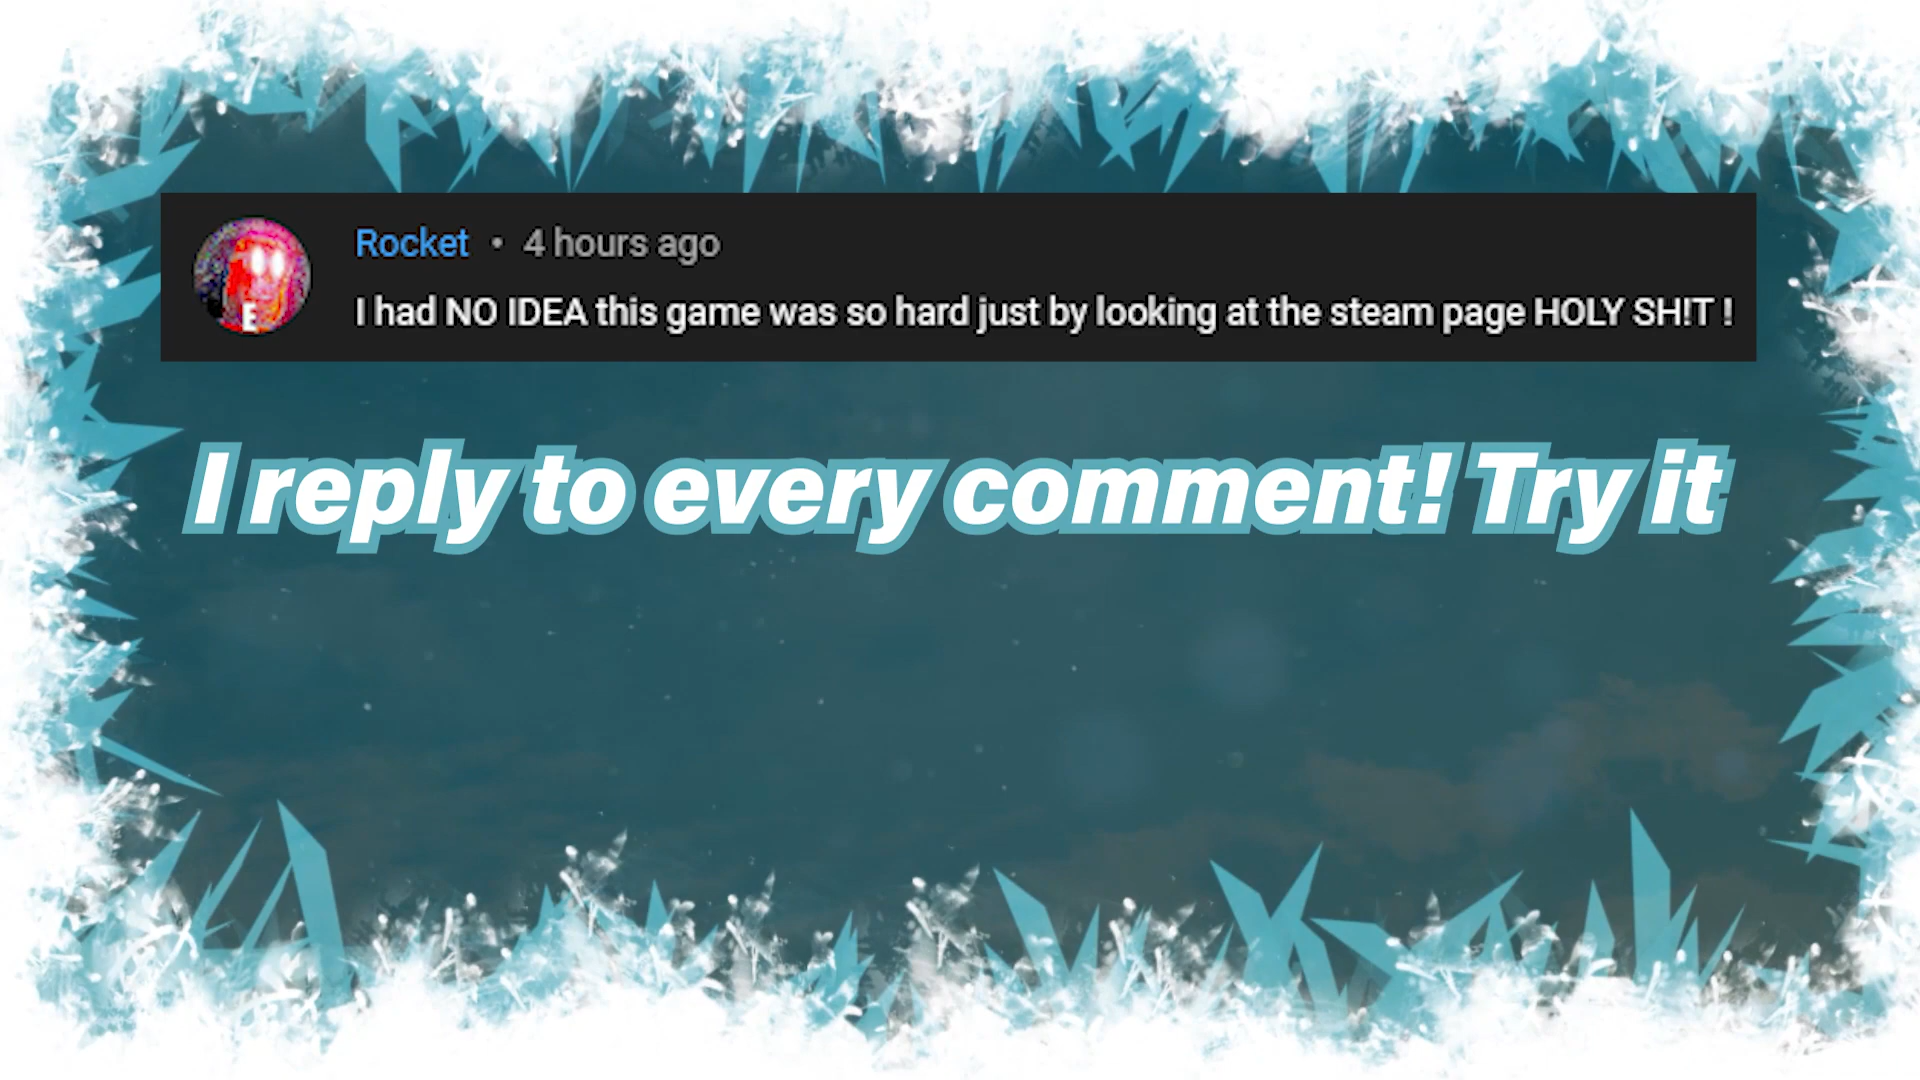 Rocket • 4 hours ago
I had NO IDEA this game was so hard just by looking at the steam page HOLY SH!T !
E
I reply to every comment! Try it